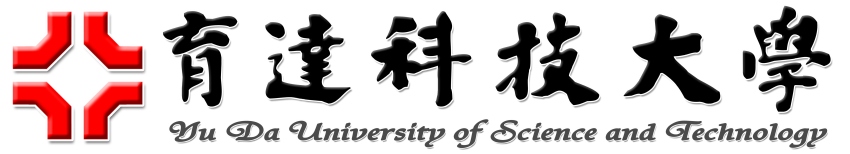 育達科技大學
Yu Da University of Science and Technology